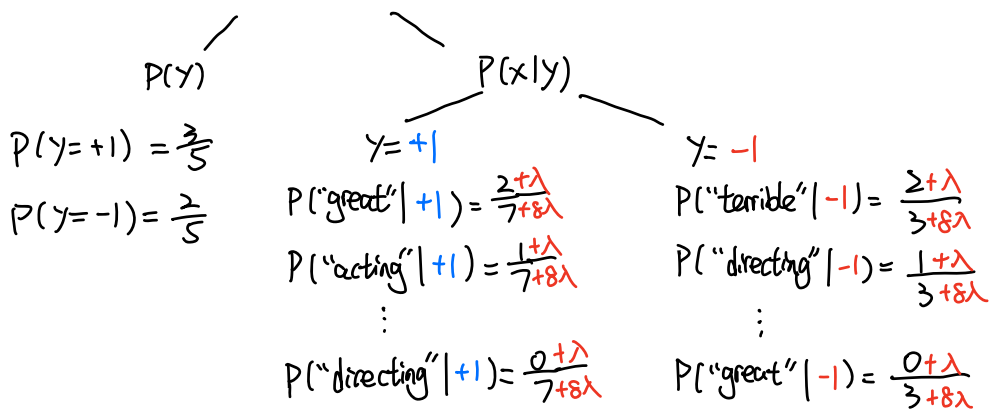 P(Y)
P(X|Y)
P(Y=+1) = 3/5
P(Y=-1) = 2/5
Y=+1
P("great"|+1) = 2+λ/7+8λ
P("acting"|+1) = 1+λ/7+8λ
⋮
P("directing"|+1) = 0+λ/7+8λ
Y=-1
P("terrible"|-1) = 2+λ/3+8λ
P("directing"|-1) = 1+λ/3+8λ
⋮
P("great"|-1) = 0+λ/3+8λ